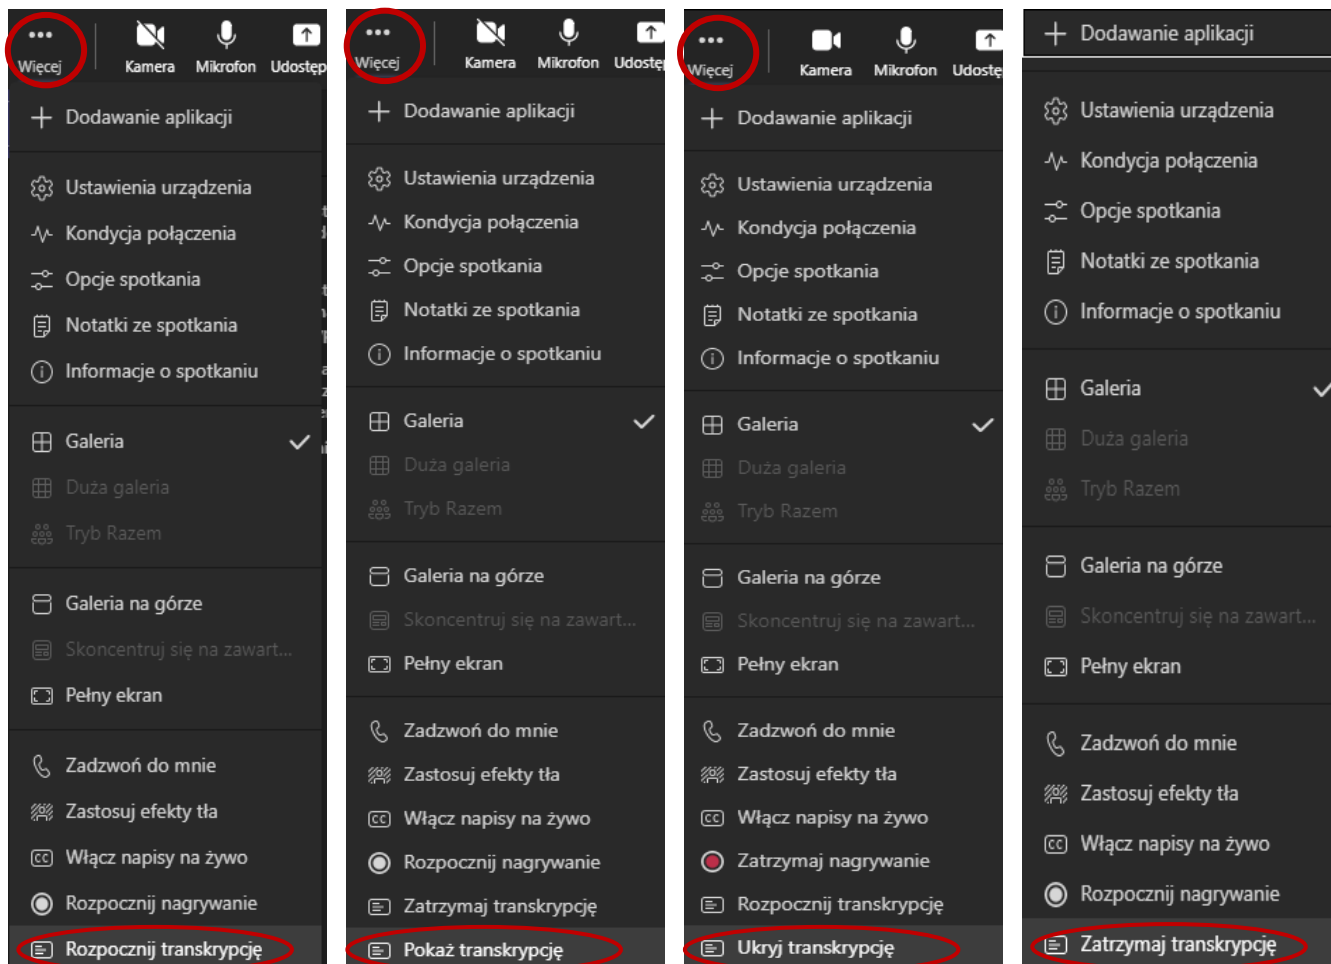 Więcej
Kamera
Mikrofon
Udostęp
Dodawanie aplikacji
Ustawienia urządzenia
Kondycja połączenia
Opcje spotkania
Notatki ze spotkania
Informacje o spotkaniu
Galeria
Duża galeria
Tryb Razem
Galeria na górze
Skoncentruj się na zawart...
Pełny ekran
Zadzwoń do mnie
Zastosuj efekty tła
CC Włącz napisy na żywo
Rozpocznij nagrywanie
Rozpocznij transkrypcję
Więcej
Kamera
Mikrofon
Udostę
Dodawanie aplikacji
Ustawienia urządzenia
Kondycja połączenia
Opcje spotkania
Notatki ze spotkania
Informacje o spotkaniu
Galeria
Duża galeria
Tryb Razem
Galeria na górze
Skoncentruj się na zawart...
Pełny ekran
Zadzwoń do mnie
Zastosuj efekty tła
CC Włącz napisy na żywo
Rozpocznij nagrywanie
Zatrzymaj transkrypcję
Pokaż transkrypcję
Więcej
Kamera
Mikrofon
Udostę
Dodawanie aplikacji
Ustawienia urządzenia
Kondycja połączenia
Opcje spotkania
Notatki ze spotkania
Informacje o spotkaniu
Galeria
Duża galeria
Tryb Razem
Galeria na górze
Skoncentruj się na zawart...
Pełny ekran
Zadzwoń do mnie
Zastosuj efekty tła
CC Włącz napisy na żywo
Zatrzymaj nagrywanie
Rozpocznij transkrypcję
Ukryj transkrypcję
Dodawanie aplikacji
Ustawienia urządzenia
Kondycja połączenia
Opcje spotkania
Notatki ze spotkania
Informacje o spotkaniu
Galeria
Duża galeria
Tryb Razem
Galeria na górze
Skoncentruj się na zawart...
Pełny ekran
Zadzwoń do mnie
Zastosuj efekty tła
CC Włącz napisy na żywo
Rozpocznij nagrywanie
Zatrzymaj transkrypcję